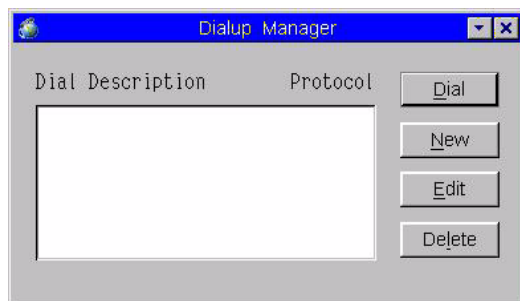 Dialup Manager
Dial Description Protocol
Dial
New
Edit
Delete